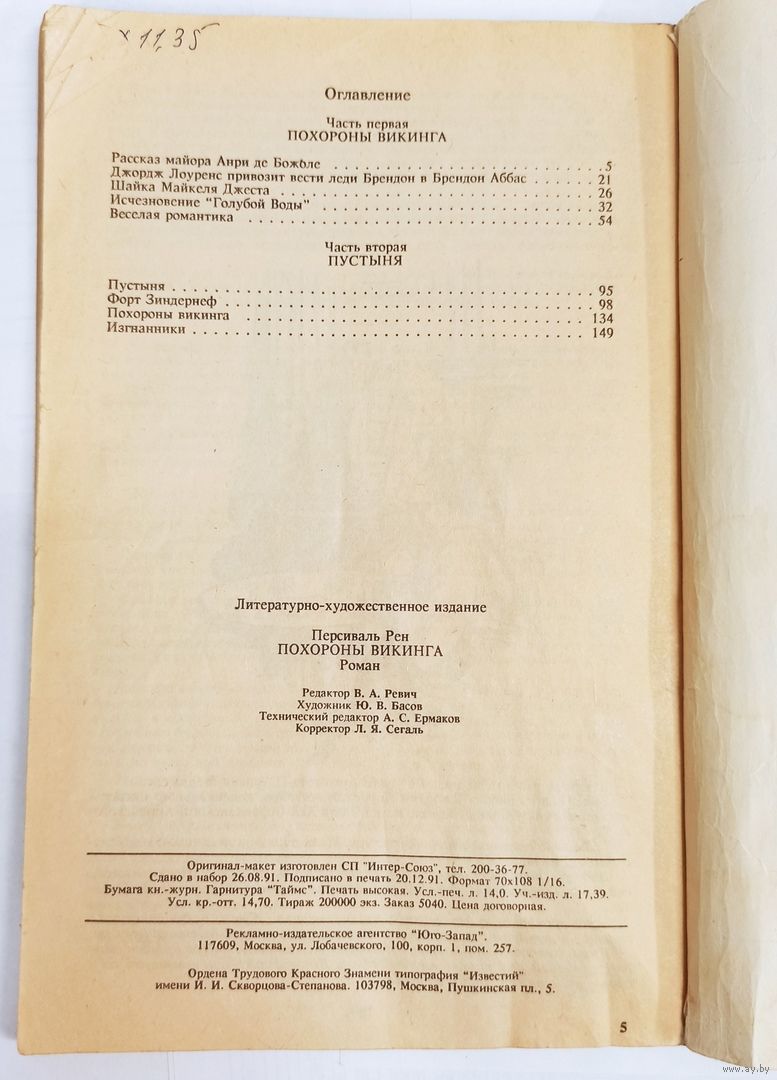 x 11,35
Оглавление
Часть первая
ПОХОРОНЫ ВИКИНГА
Рассказ майора Анри де Божоле . . . . . . . . . . . . . . . . . . . . . . 5
Джордж Лоуренс привозит вести леди Брендон в Брендон Аббас . . . . . . 21
Шайка Майкеля Джеста . . . . . . . . . . . . . . . . . . . . . . . . . . 26
Исчезновение "Голубой Воды" . . . . . . . . . . . . . . . . . . . . . . 32
Веселая романтика . . . . . . . . . . . . . . . . . . . . . . . . . . . . 54
Часть вторая
ПУСТЫНЯ
Пустыня . . . . . . . . . . . . . . . . . . . . . . . . . . . . . . . . . . 95
Форт Зиндернеф . . . . . . . . . . . . . . . . . . . . . . . . . . . . . 98
Похороны викинга . . . . . . . . . . . . . . . . . . . . . . . . . . . 134
Изгнанники . . . . . . . . . . . . . . . . . . . . . . . . . . . . . . . 149
Литературно-художественное издание
Персиваль Рен
ПОХОРОНЫ ВИКИНГА
Роман
Редактор В. А. Ревич
Художник Ю. В. Басов
Технический редактор А. С. Ермаков
Корректор Л. Я. Сегаль
Оригинал-макет изготовлен СП "Интер-Союз", тел. 200-36-77.
Сдано в набор 26.08.91. Подписано в печать 20.12.91. Формат 70х108 1/16.
Бумага кн.-журн. Гарнитура "Таймс". Печать высокая. Усл.-печ. л. 14,0. Уч.-изд. л. 17,39.
Усл. кр.-отт. 14,70. Тираж 200000 экз. Заказ 5040. Цена договорная.
Рекламно-издательское агентство "Юго-Запад".
117609, Москва, ул. Лобачевского, 100, корп. 1, пом. 257.
Ордена Трудового Красного Знамени типография "Известий"
имени И. И. Скворцова-Степанова. 103798, Москва, Пушкинская пл., 5.
5
www.ay.by